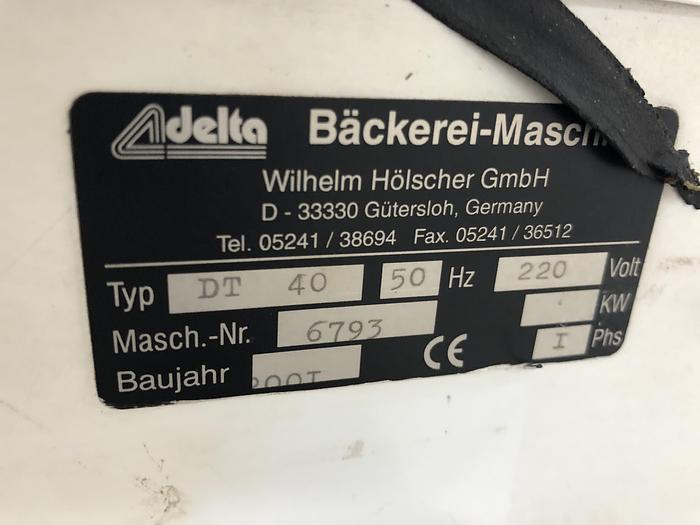 delta Bäckerei-Masch
Wilhelm Hölscher GmbH
D - 33330 Gütersloh, Germany
Tel. 05241 / 38694 Fax. 05241 / 36512
Typ DT 40 50 Hz 220 Volt
KW
Masch.-Nr. 6793 CE I Phs
Baujahr 2001